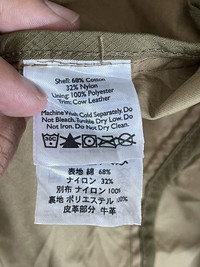 Shell: 68% Cotton
32% Nylon
Lining: 100% Polyester
Trim: Cow Leather
Machine Wash Cold Separately. Do
Not Bleach. Tumble Dry Low. Do
Not Iron. Do Not Dry Clean.
表地 綿 68%
ナイロン 32%
別布 ナイロン 100%
裏地 ポリエステル 100%
皮革部分 牛革